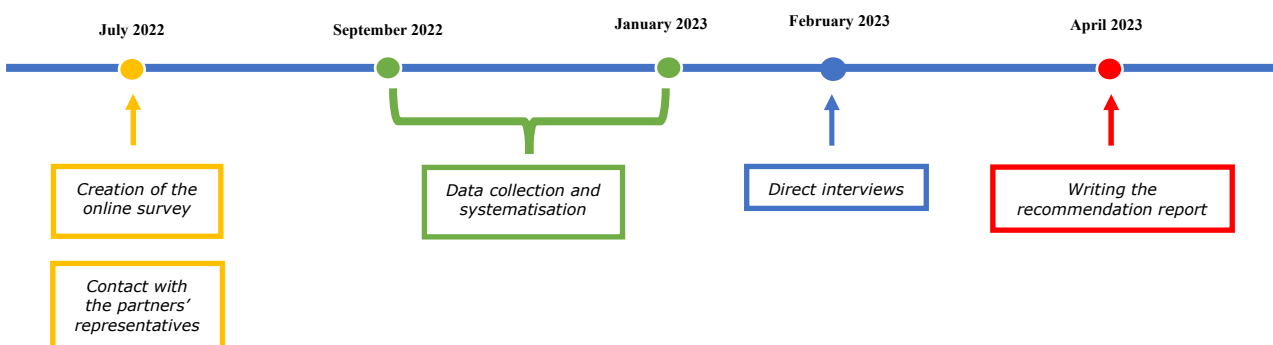 July 2022
September 2022
January 2023
February 2023
April 2023
Creation of the
online survey
Data collection and
systematisation
Direct interviews
Writing the
recommendation report
Contact with
the partners’
representatives